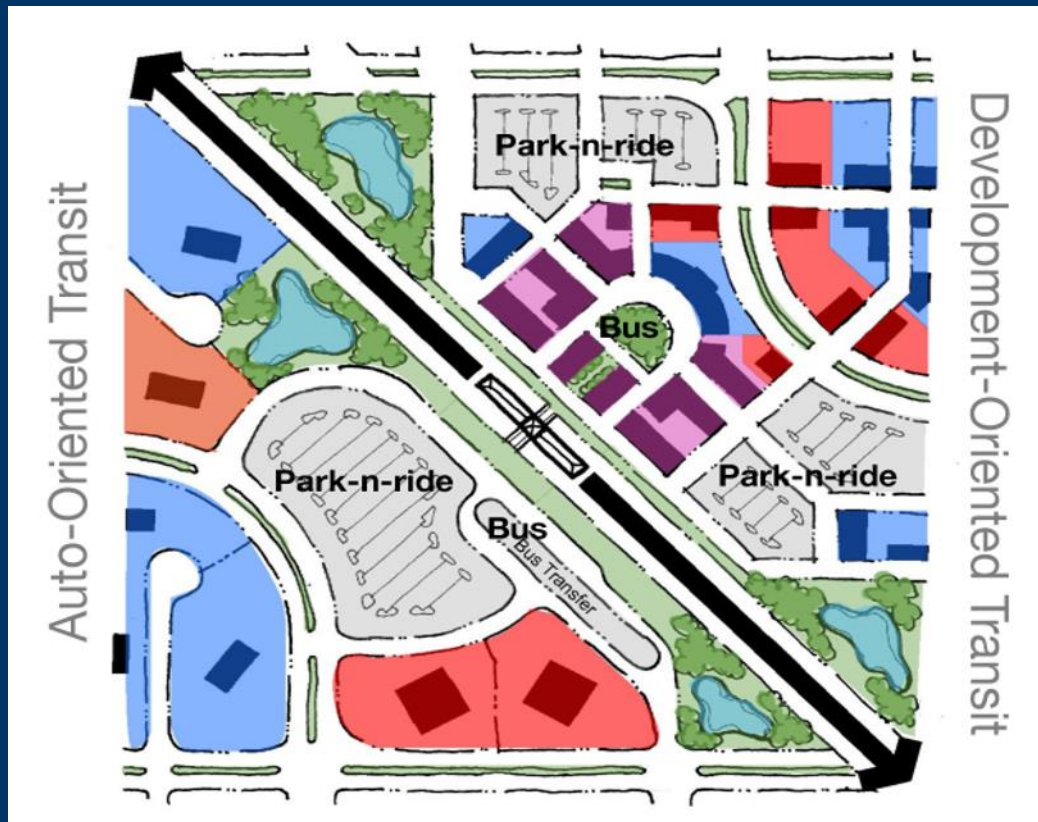 Auto-Oriented Transit
Development-Oriented Transit
Park-n-ride
Bus
Park-n-ride
Park-n-ride
Bus
Bus Transfer